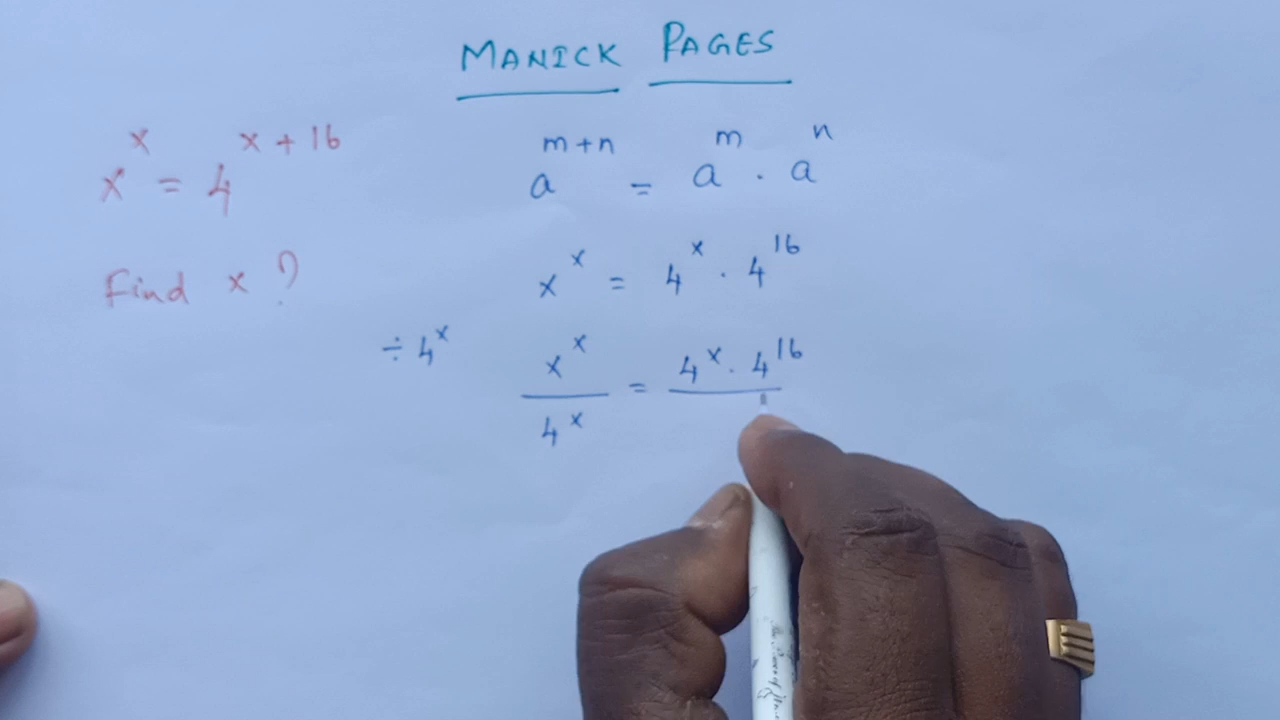 MANICK PAGES
x^x = 4^(x+16)
Find x ?
a^(m+n) = a^m . a^n
x^x = 4^x . 4^16
÷ 4^x
x^x / 4^x = 4^x . 4^16 /